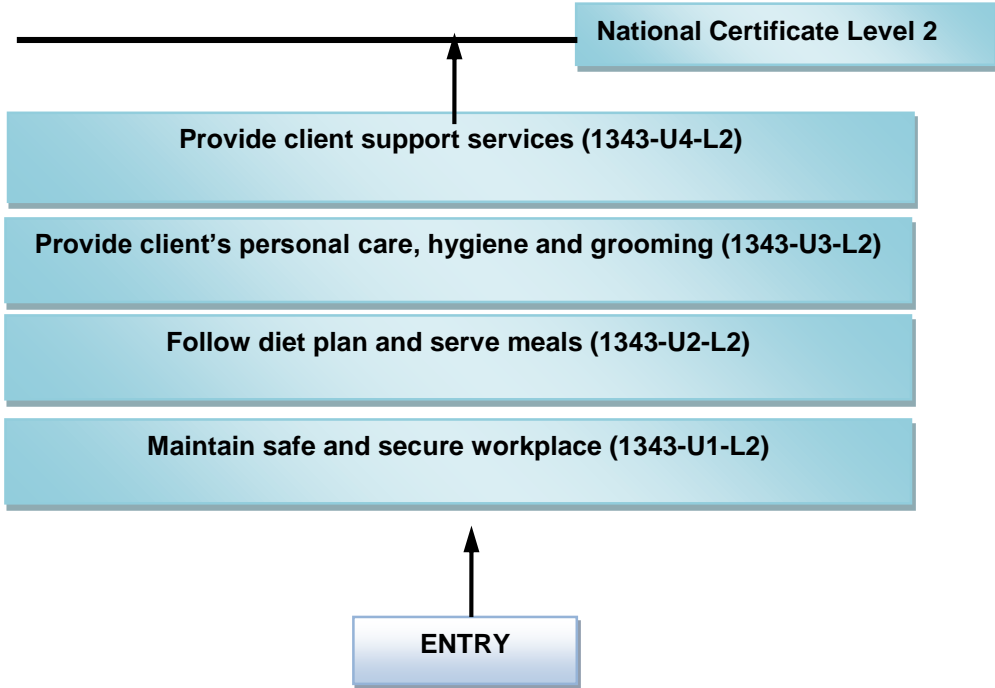 National Certificate Level 2
Provide client support services (1343-U4-L2)
Provide client’s personal care, hygiene and grooming (1343-U3-L2)
Follow diet plan and serve meals (1343-U2-L2)
Maintain safe and secure workplace (1343-U1-L2)
ENTRY